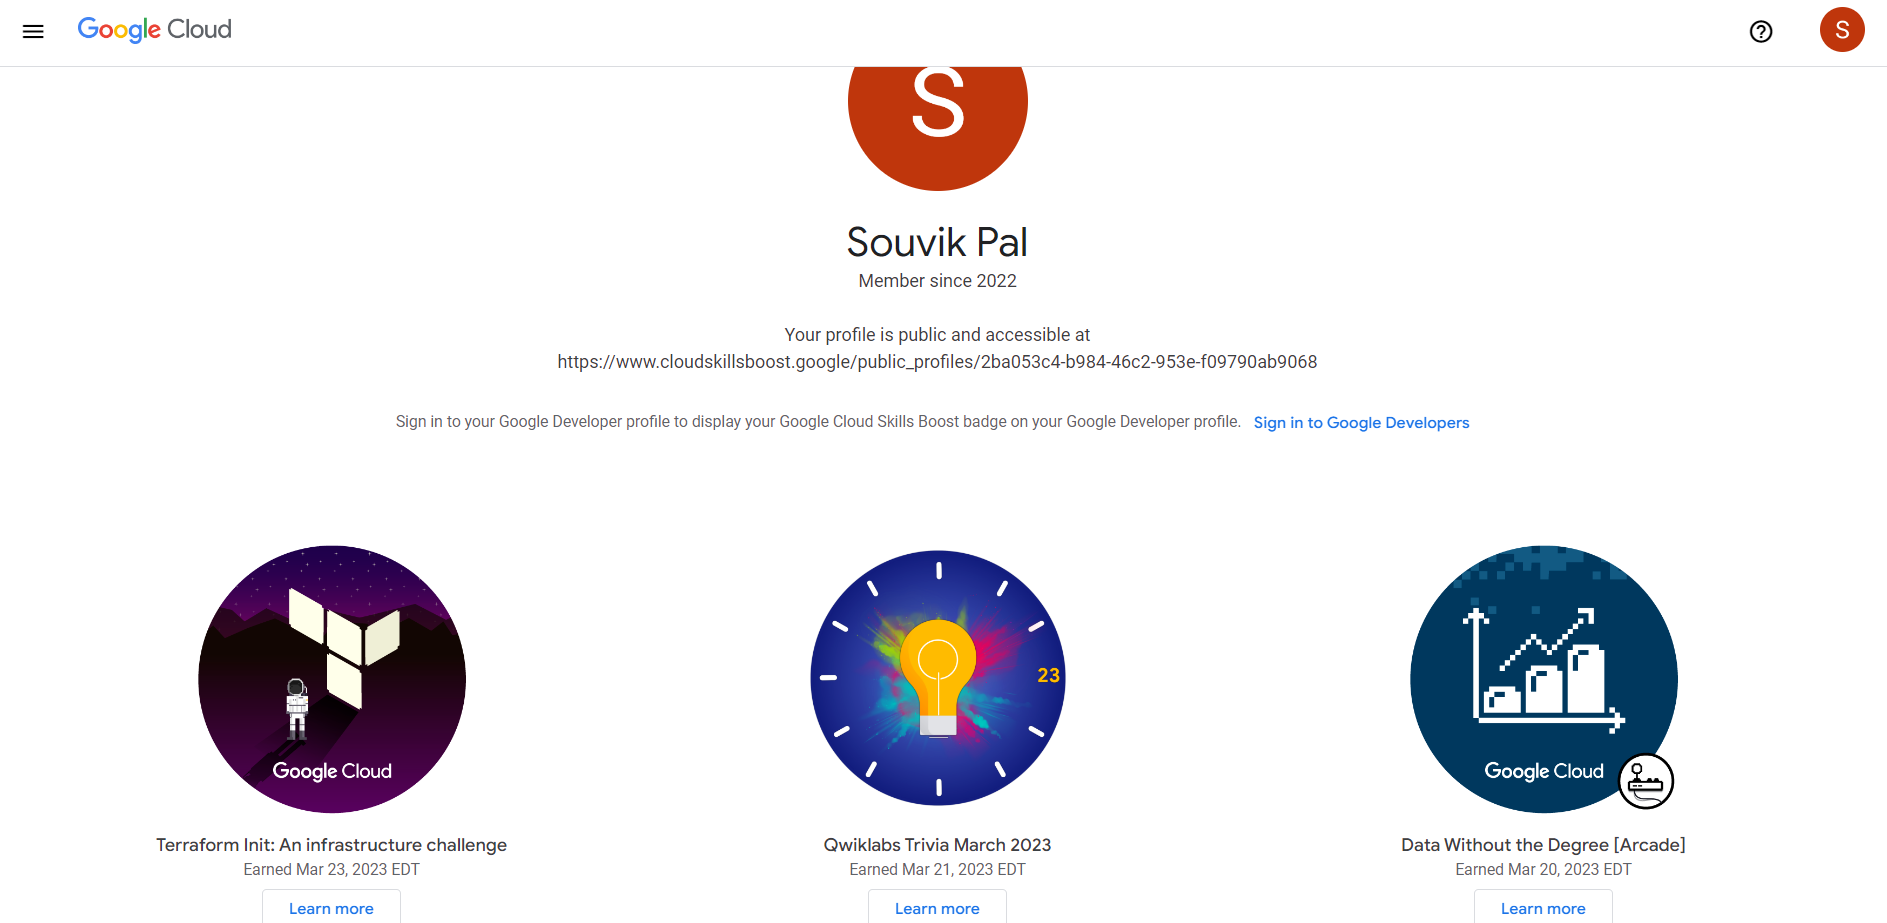 Google Cloud
S
S
Souvik Pal
Member since 2022
Your profile is public and accessible at
https://www.cloudskillsboost.google/public_profiles/2ba053c4-b984-46c2-953e-f09790ab9068
Sign in to your Google Developer profile to display your Google Cloud Skills Boost badge on your Google Developer profile. Sign in to Google Developers
Google Cloud
Terraform Init: An infrastructure challenge
Earned Mar 23, 2023 EDT
Learn more
23
Qwiklabs Trivia March 2023
Earned Mar 21, 2023 EDT
Learn more
Google Cloud
Data Without the Degree [Arcade]
Earned Mar 20, 2023 EDT
Learn more